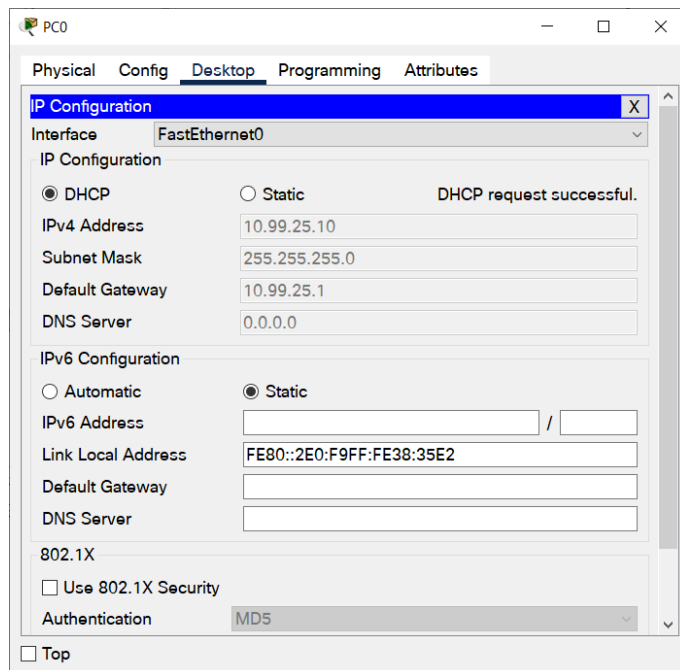 PC0
Physical Config Desktop Programming Attributes
IP Configuration X
Interface FastEthernet0
IP Configuration
DHCP Static DHCP request successful.
IPv4 Address 10.99.25.10
Subnet Mask 255.255.255.0
Default Gateway 10.99.25.1
DNS Server 0.0.0.0
IPv6 Configuration
Automatic Static
IPv6 Address /
Link Local Address FE80::2E0:F9FF:FE38:35E2
Default Gateway
DNS Server
802.1X
Use 802.1X Security
Authentication MD5
Top